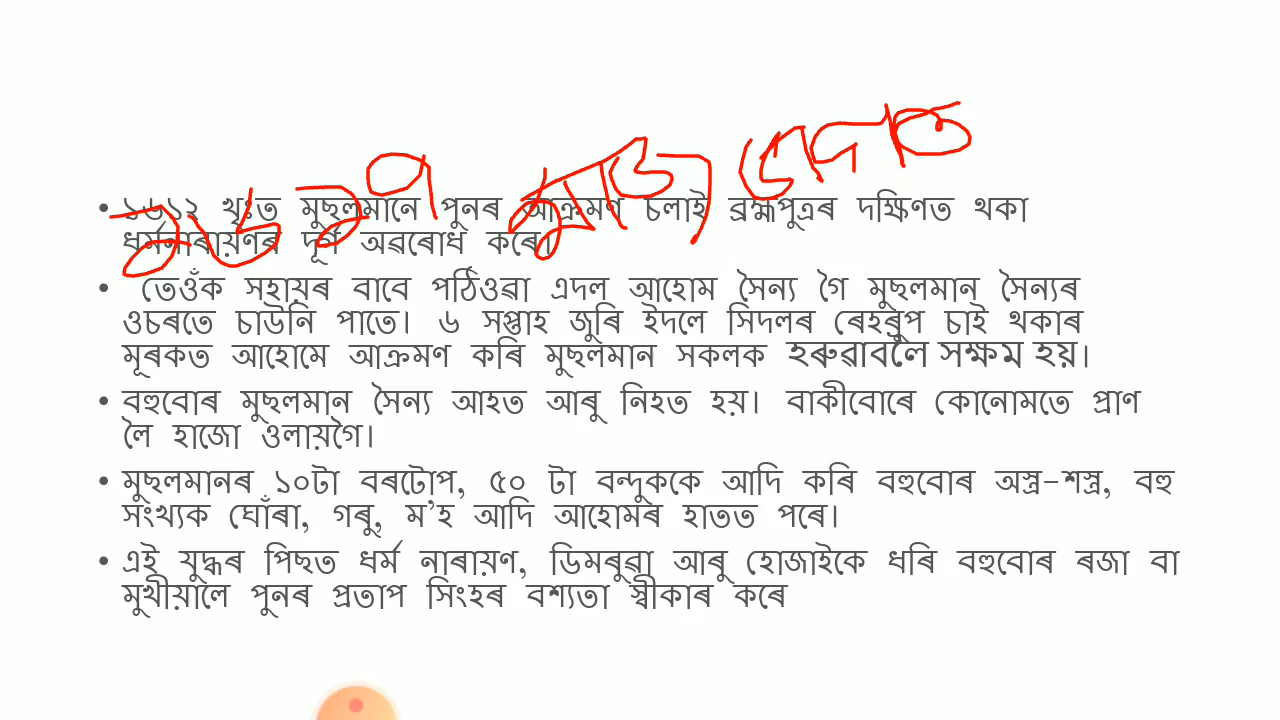 • ১৬১২ খৃঃত মুছলমানে পুনৰ আক্ৰমণ চলাই ব্ৰহ্মপুত্ৰৰ দক্ষিণত থকা
ধৰ্মনাৰায়ণৰ দূৰ্গ অৱৰোধ কৰে।
• তেওঁক সহায়ৰ বাবে পঠিওৱা এদল আহোম সৈন্য গৈ মুছলমান সৈন্যৰ
ওচৰতে চাউনি পাতে। ৬ সপ্তাহ জুৰি ইদলে সিদলৰ ৰেহৰুপ চাই থকাৰ
মূৰকত আহোমে আক্ৰমণ কৰি মুছলমান সকলক হৰুৱাবলৈ সক্ষম হয়।
• বহুবোৰ মুছলমান সৈন্য আহত আৰু নিহত হয়। বাকীবোৰে কোনোমতে প্ৰাণ
লৈ হাজো ওলায়গৈ।
• মুছলমানৰ ১০টা বৰটোপ, ৫০ টা বন্দুককে আদি কৰি বহুবোৰ অস্ত্ৰ-শস্ত্ৰ, বহু
সংখ্যক ঘোঁৰা, গৰু, ম’হ আদি আহোমৰ হাতত পৰে।
• এই যুদ্ধৰ পিছত ধৰ্ম নাৰায়ণ, ডিমৰুৱা আৰু হোজাইকে ধৰি বহুবোৰ ৰজা বা
মুখীয়ালে পুনৰ প্ৰতাপ সিংহৰ বশ্যতা স্বীকাৰ কৰে